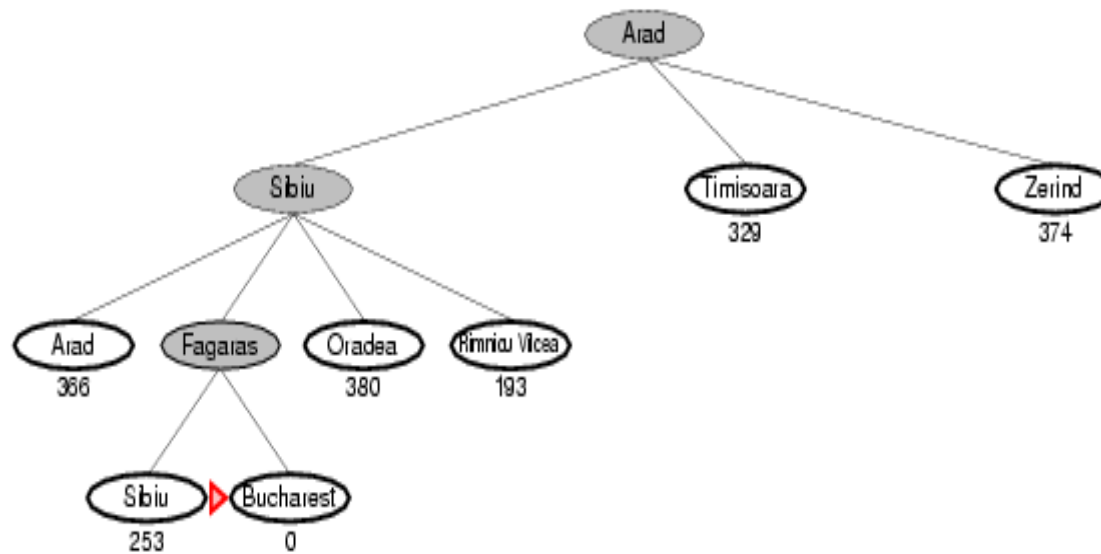 Arad
Sibiu
Timisoara
Zerind
329
374
Arad
Fagaras
Oradea
Rimnicu Vilcea
366
380
193
Sibiu
Bucharest
253
0